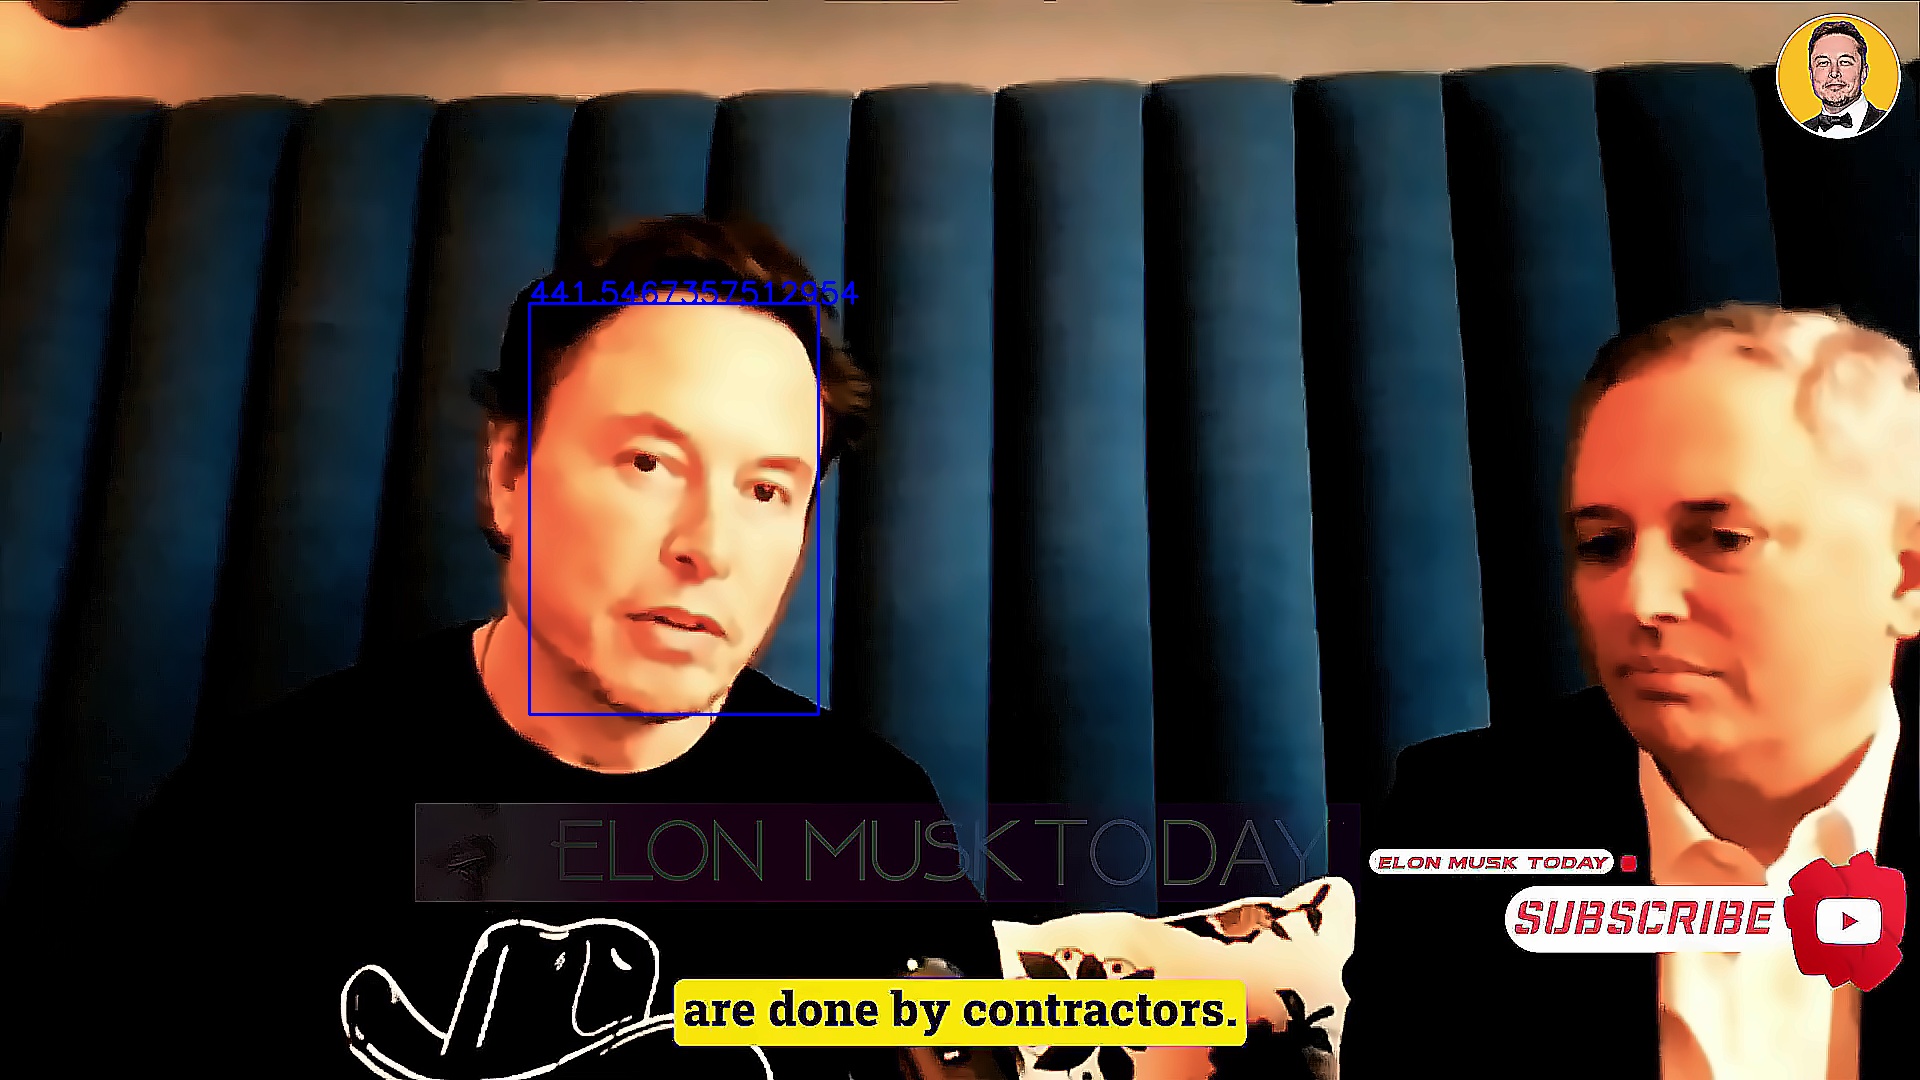 441.5467357512954
ELON MUSK TODAY
ELON MUSK TODAY
SUBSCRIBE
are done by contractors.